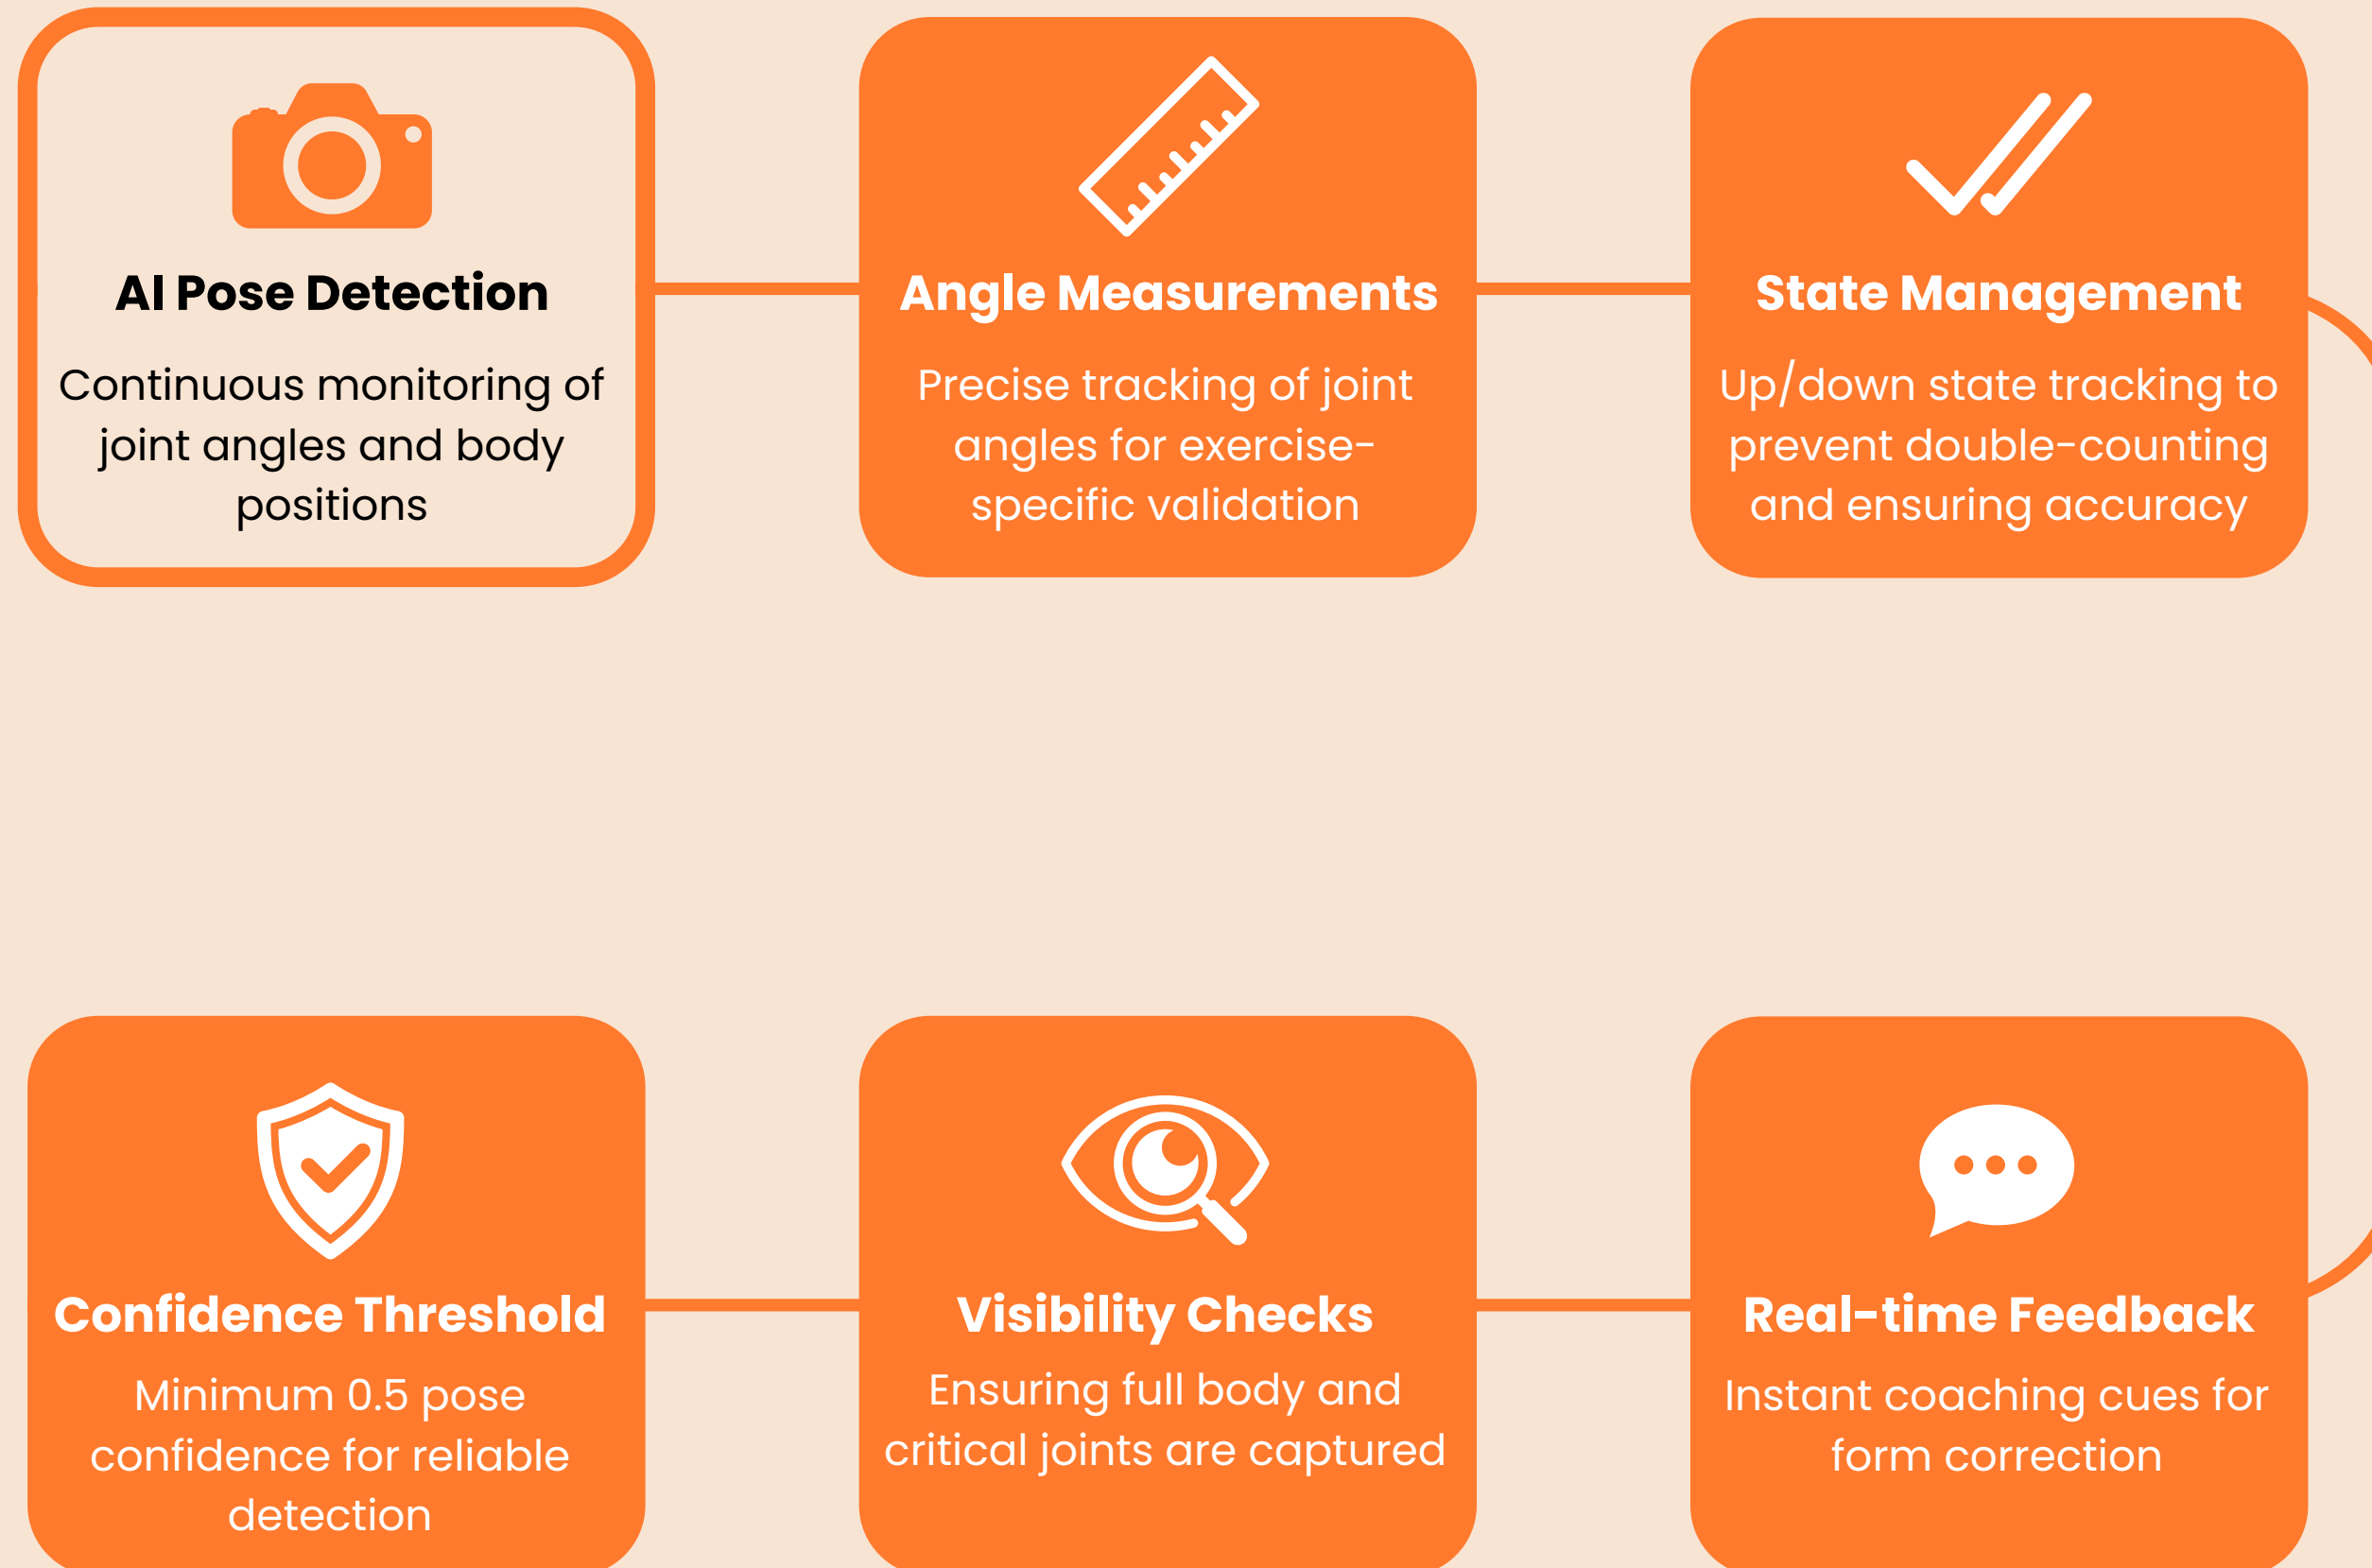 AI Pose Detection
Continuous monitoring of
joint angles and body
positions
Angle Measurements
Precise tracking of joint
angles for exercise-
specific validation
State Management
Up/down state tracking to
prevent double-counting
and ensuring accuracy
Confidence Threshold
Minimum 0.5 pose
confidence for reliable
detection
Visibility Checks
Ensuring full body and
critical joints are captured
Real-time Feedback
Instant coaching cues for
form correction